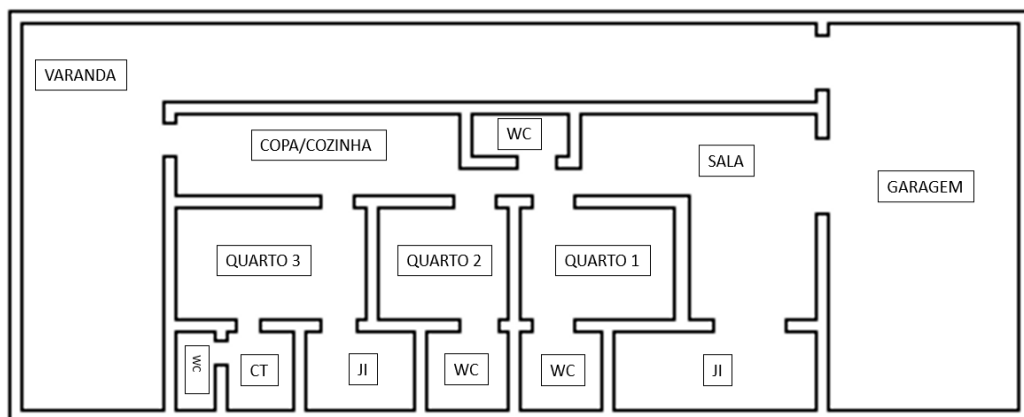 VARANDA
COPA/COZINHA
WC
SALA
GARAGEM
QUARTO 3
QUARTO 2
QUARTO 1
WC
CT
JI
WC
WC
JI